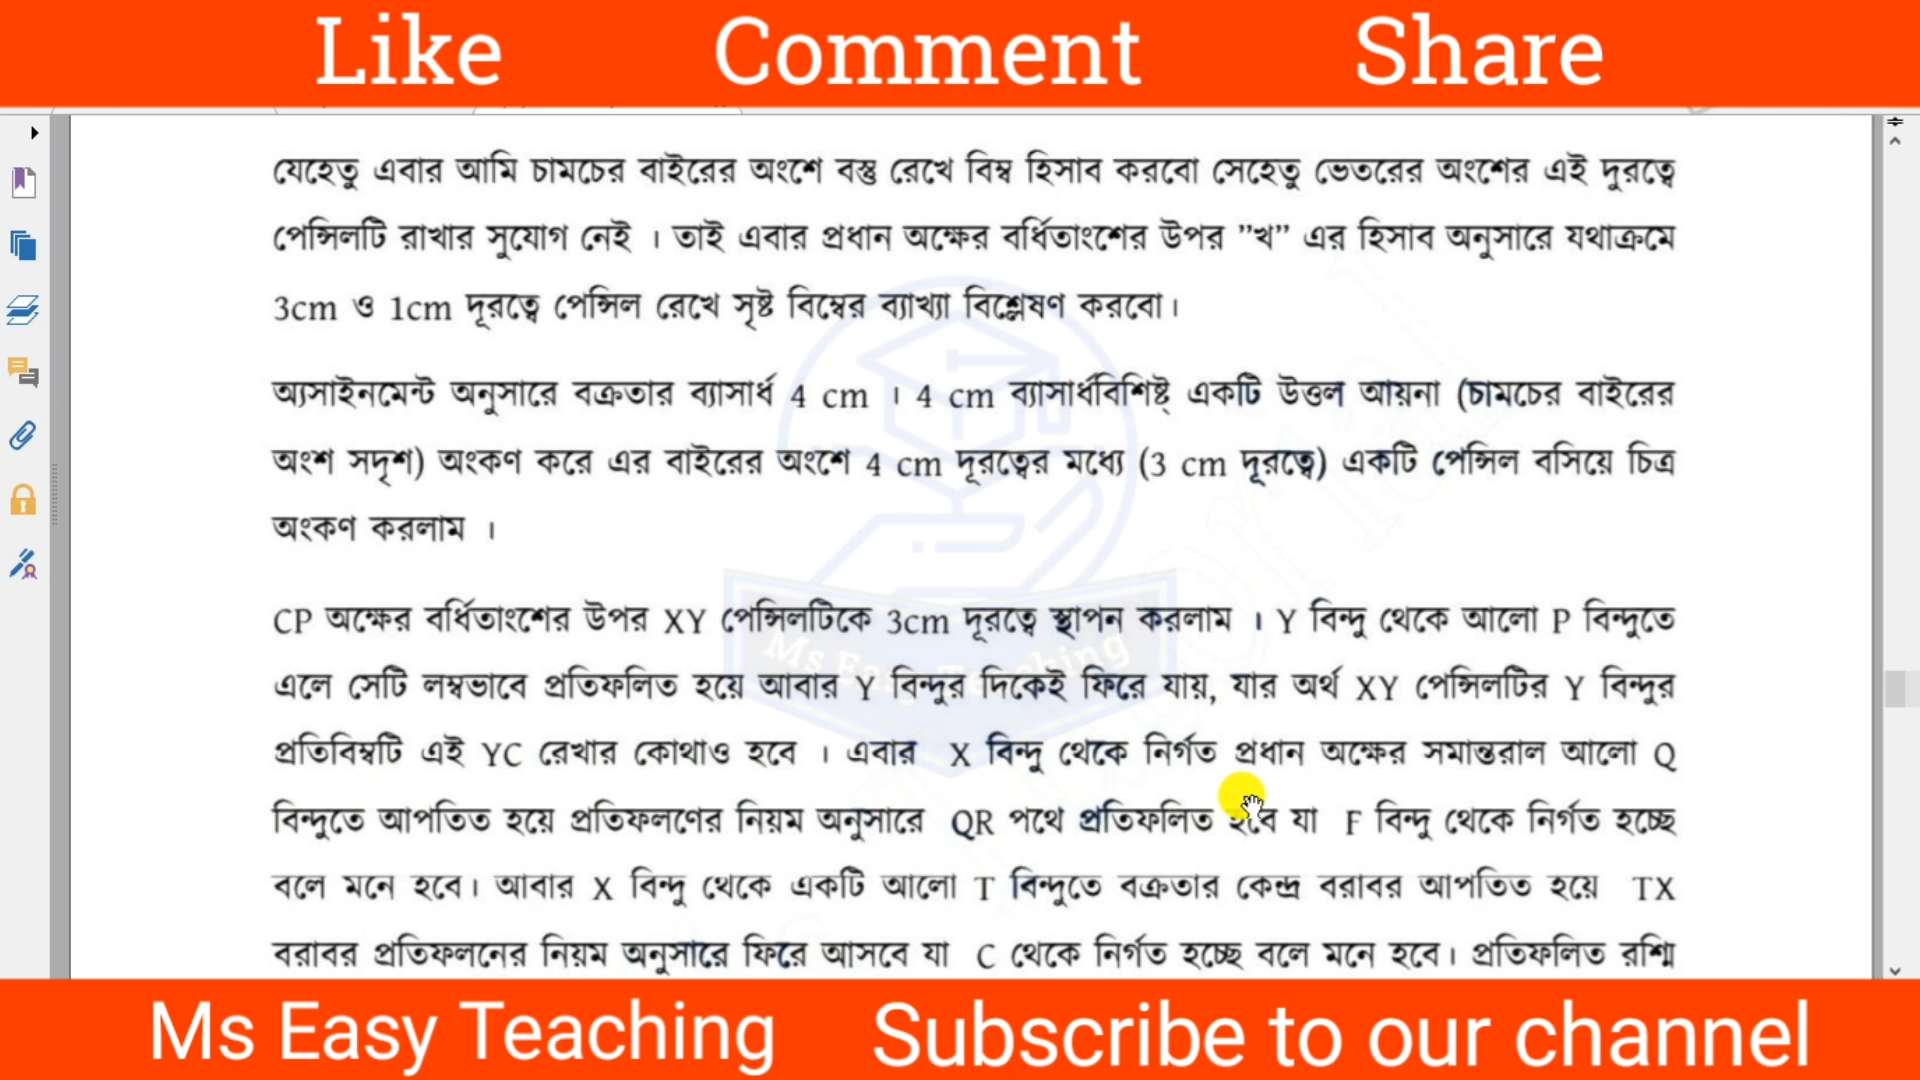 Like Comment Share
যেহেতু এবার আমি চামচের বাইরের অংশে বস্তু রেখে বিম্ব হিসাব করবো সেহেতু ভেতরের অংশের এই দুরত্বে
পেন্সিলটি রাখার সুযোগ নেই । তাই এবার প্রধান অক্ষের বর্ধিতাংশের উপর ”খ” এর হিসাব অনুসারে যথাক্রমে
3cm ও 1cm দূরত্বে পেন্সিল রেখে সৃষ্ট বিম্বের ব্যাখ্যা বিশ্লেষণ করবো।
অ্যসাইনমেন্ট অনুসারে বক্রতার ব্যাসার্ধ 4 cm । 4 cm ব্যাসার্ধবিশিষ্ট্ একটি উত্তল আয়না (চামচের বাইরের
অংশ সদৃশ) অংকণ করে এর বাইরের অংশে 4 cm দূরত্বের মধ্যে (3 cm দূরত্বে) একটি পেন্সিল বসিয়ে চিত্র
অংকণ করলাম ।
CP অক্ষের বর্ধিতাংশের উপর XY পেন্সিলটিকে 3cm দূরত্বে স্থাপন করলাম । Y বিন্দু থেকে আলো P বিন্দুতে
এলে সেটি লম্বভাবে প্রতিফলিত হয়ে আবার Y বিন্দুর দিকেই ফিরে যায়, যার অর্থ XY পেন্সিলটির Y বিন্দুর
প্রতিবিম্বটি এই YC রেখার কোথাও হবে । এবার X বিন্দু থেকে নির্গত প্রধান অক্ষের সমান্তরাল আলো Q
বিন্দুতে আপতিত হয়ে প্রতিফলণের নিয়ম অনুসারে QR পথে প্রতিফলিত হবে যা F বিন্দু থেকে নির্গত হচ্ছে
বলে মনে হবে। আবার X বিন্দু থেকে একটি আলো T বিন্দুতে বক্রতার কেন্দ্র বরাবর আপতিত হয়ে TX
বরাবর প্রতিফলনের নিয়ম অনুসারে ফিরে আসবে যা C থেকে নির্গত হচ্ছে বলে মনে হবে। প্রতিফলিত রশ্মি
Ms Easy Teaching
Ms Easy Teaching Subscribe to our channel